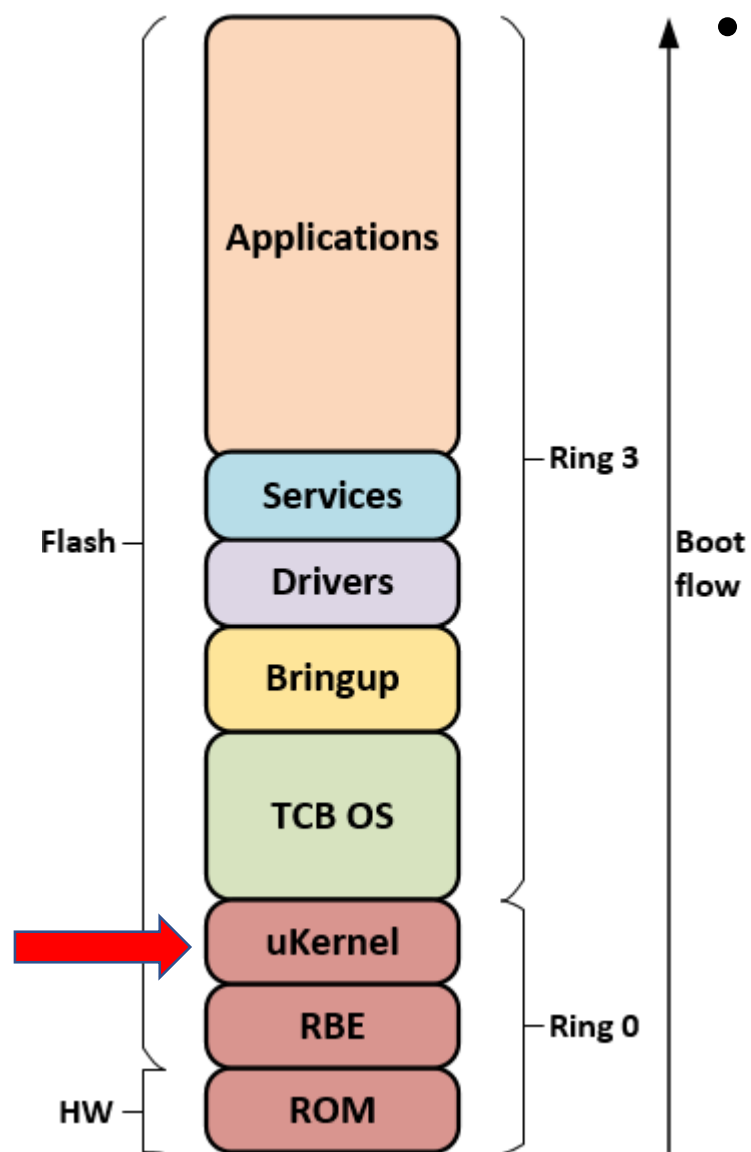 Applications
Ring 3
Services
Flash
Boot
flow
Drivers
Bringup
TCB OS
uKernel
RBE
Ring 0
HW
ROM